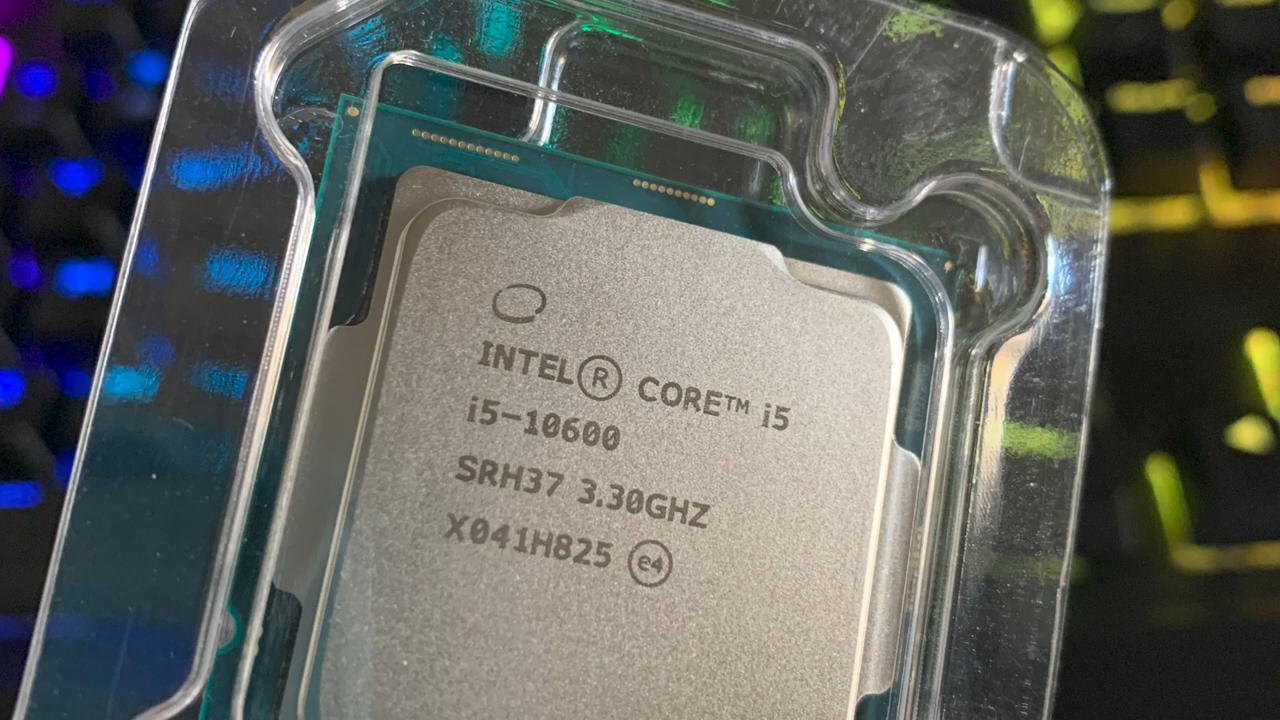 INTEL® CORE™ i5
i5-10600
SRH37 3.30GHZ
X041H825 e4